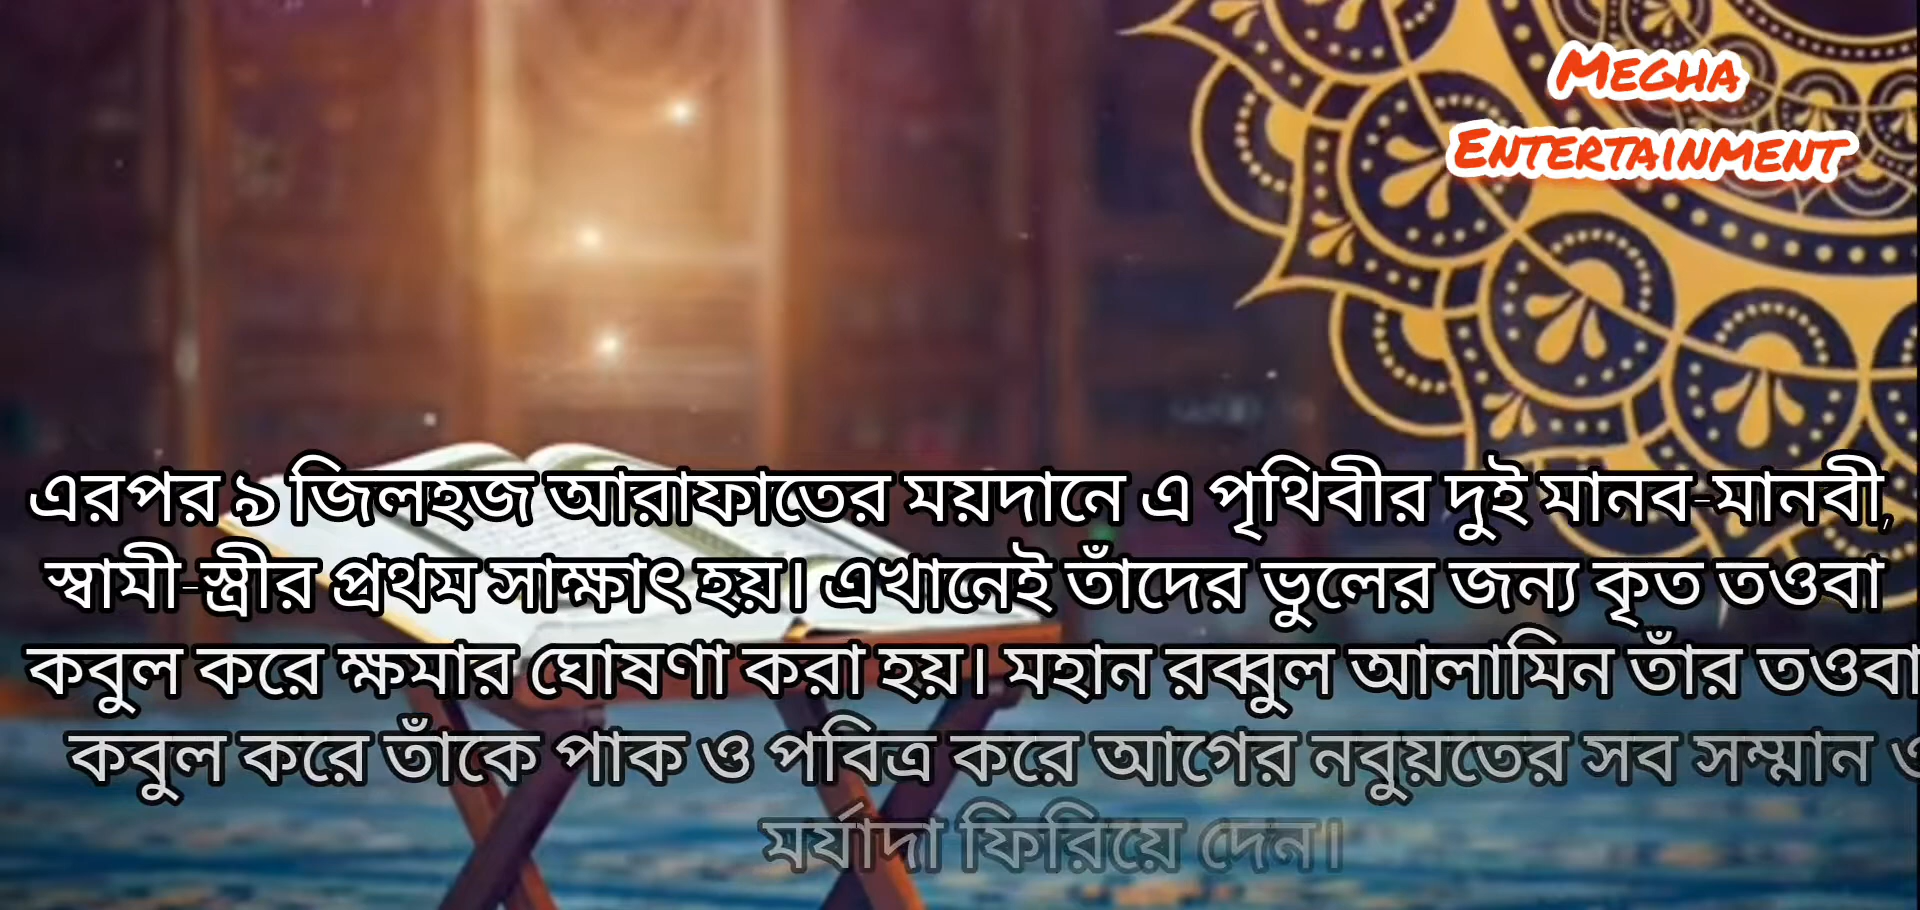 Megha
Entertainment
এরপর ৯ জিলহজ আরাফাতের ময়দানে এ পৃথিবীর দুই মানব-মানবী,
স্বামী-স্ত্রীর প্রথম সাক্ষাৎ হয়। এখানেই তাঁদের ভুলের জন্য কৃত তওবা
কবুল করে ক্ষমার ঘোষণা করা হয়। মহান রব্বুল আলামিন তাঁর তওবা
কবুল করে তাঁকে পাক ও পবিত্র করে আগের নবুয়তের সব সম্মান ও
মর্যাদা ফিরিয়ে দেন।